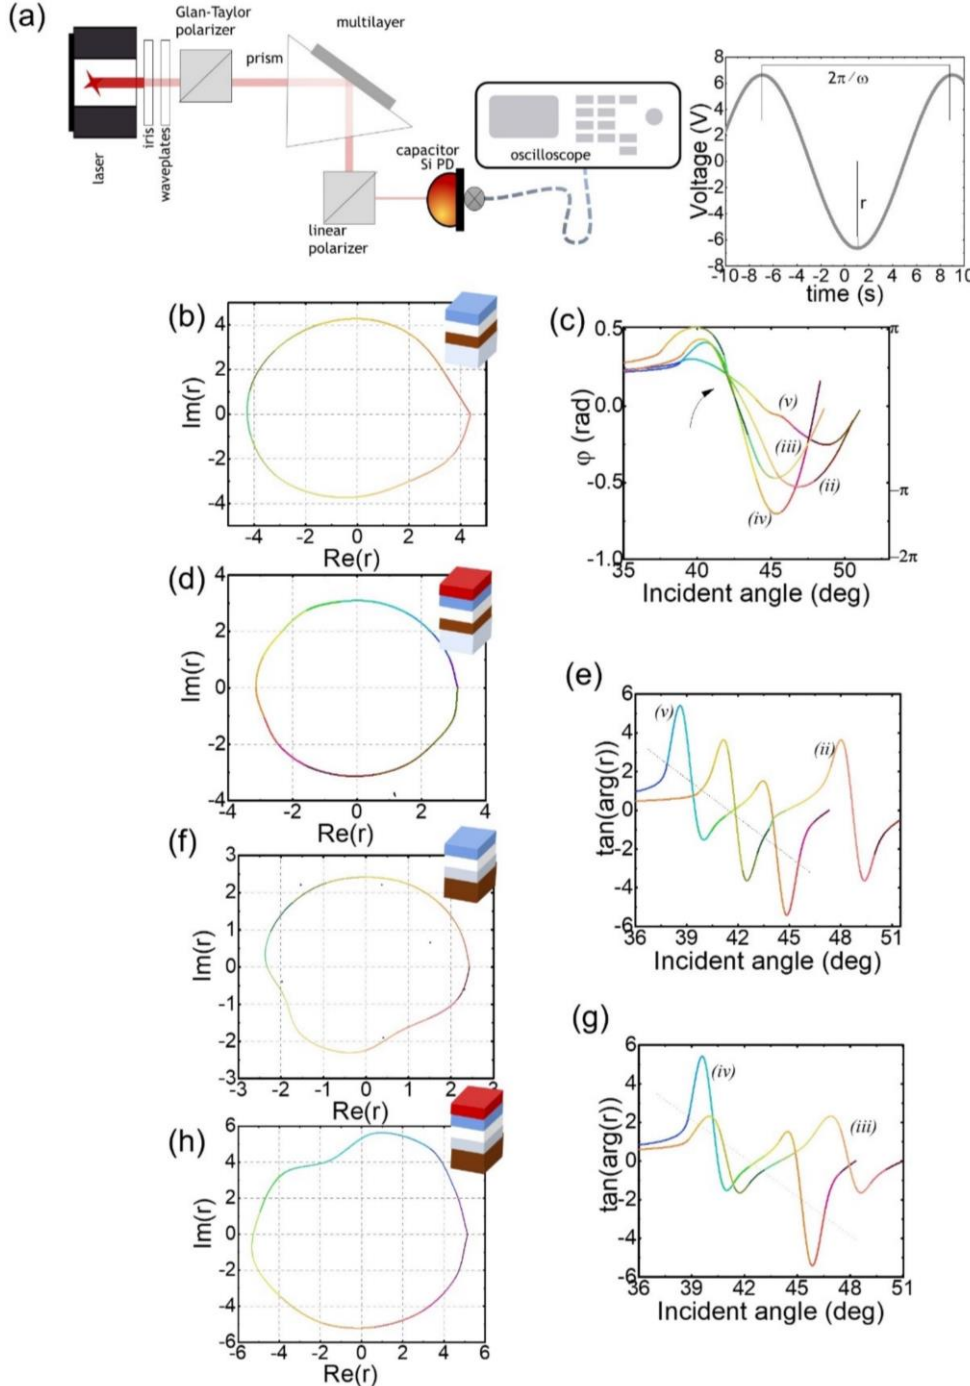 (a)
Glan-Taylor
polarizer
multilayer
prism
iris
waveplates
laser
linear
polarizer
capacitor
Si PD
oscilloscope
8
6
4
2
0
-2
-4
-6
-8
Voltage (V)
2π/ω
r
-10 -8 -6 -4 -2 0 2 4 6 8 10
time (s)
(b)
4
2
0
-2
-4
Im(r)
-4 -2 0 2 4
Re(r)
(c)
0.5
0.0
-0.5
-1.0
φ (rad)
π
-π
-2π
(v)
(iii)
(ii)
(iv)
35 40 45 50
Incident angle (deg)
(d)
4
2
0
-2
-4
Im(r)
-4 -2 0 2 4
Re(r)
(e)
6
4
2
0
-2
-4
-6
tan(arg(r))
(v)
(ii)
36 39 42 45 48 51
Incident angle (deg)
(f)
3
2
1
0
-1
-2
-3
Im(r)
-3 -2 -1 0 1 2 3
Re(r)
(g)
6
4
2
0
-2
-4
-6
tan(arg(r))
(iv)
(iii)
36 39 42 45 48 51
Incident angle (deg)
(h)
6
4
2
0
-2
-4
-6
Im(r)
-6 -4 -2 0 2 4 6
Re(r)